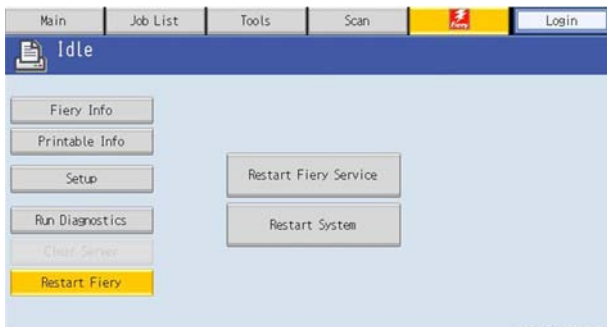 Main
Job List
Tools
Scan
Fiery
Login
Idle
Fiery Info
Printable Info
Setup
Run Diagnostics
Clear Server
Restart Fiery
Restart Fiery Service
Restart System